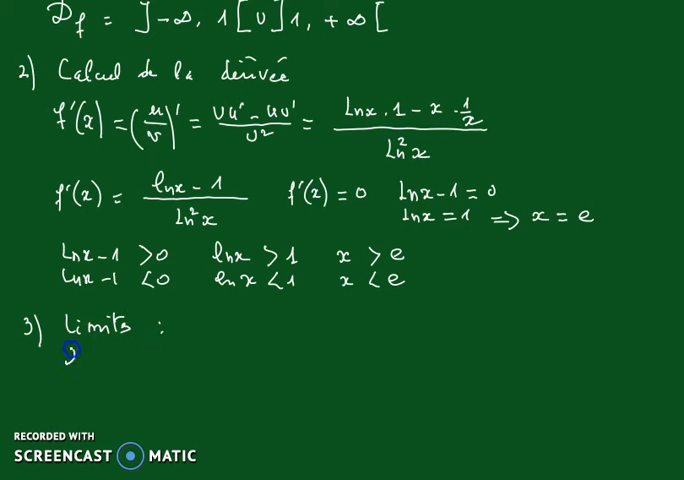 D_f = ]-∞, 1[ ∪ ]1, +∞[
2) Calcul de la dérivée
f'(x) = (u/v)' = (vu' - uv')/v² = (Lnx · 1 - x · 1/x)/Ln²x
f'(x) = (lnx - 1)/Ln²x f'(x) = 0 Lnx - 1 = 0
lnx = 1 => x = e
Lnx - 1 > 0 lnx > 1 x > e
Lnx - 1 < 0 lnx < 1 x < e
3) Limits :
RECORDED WITH
SCREENCAST MATIC